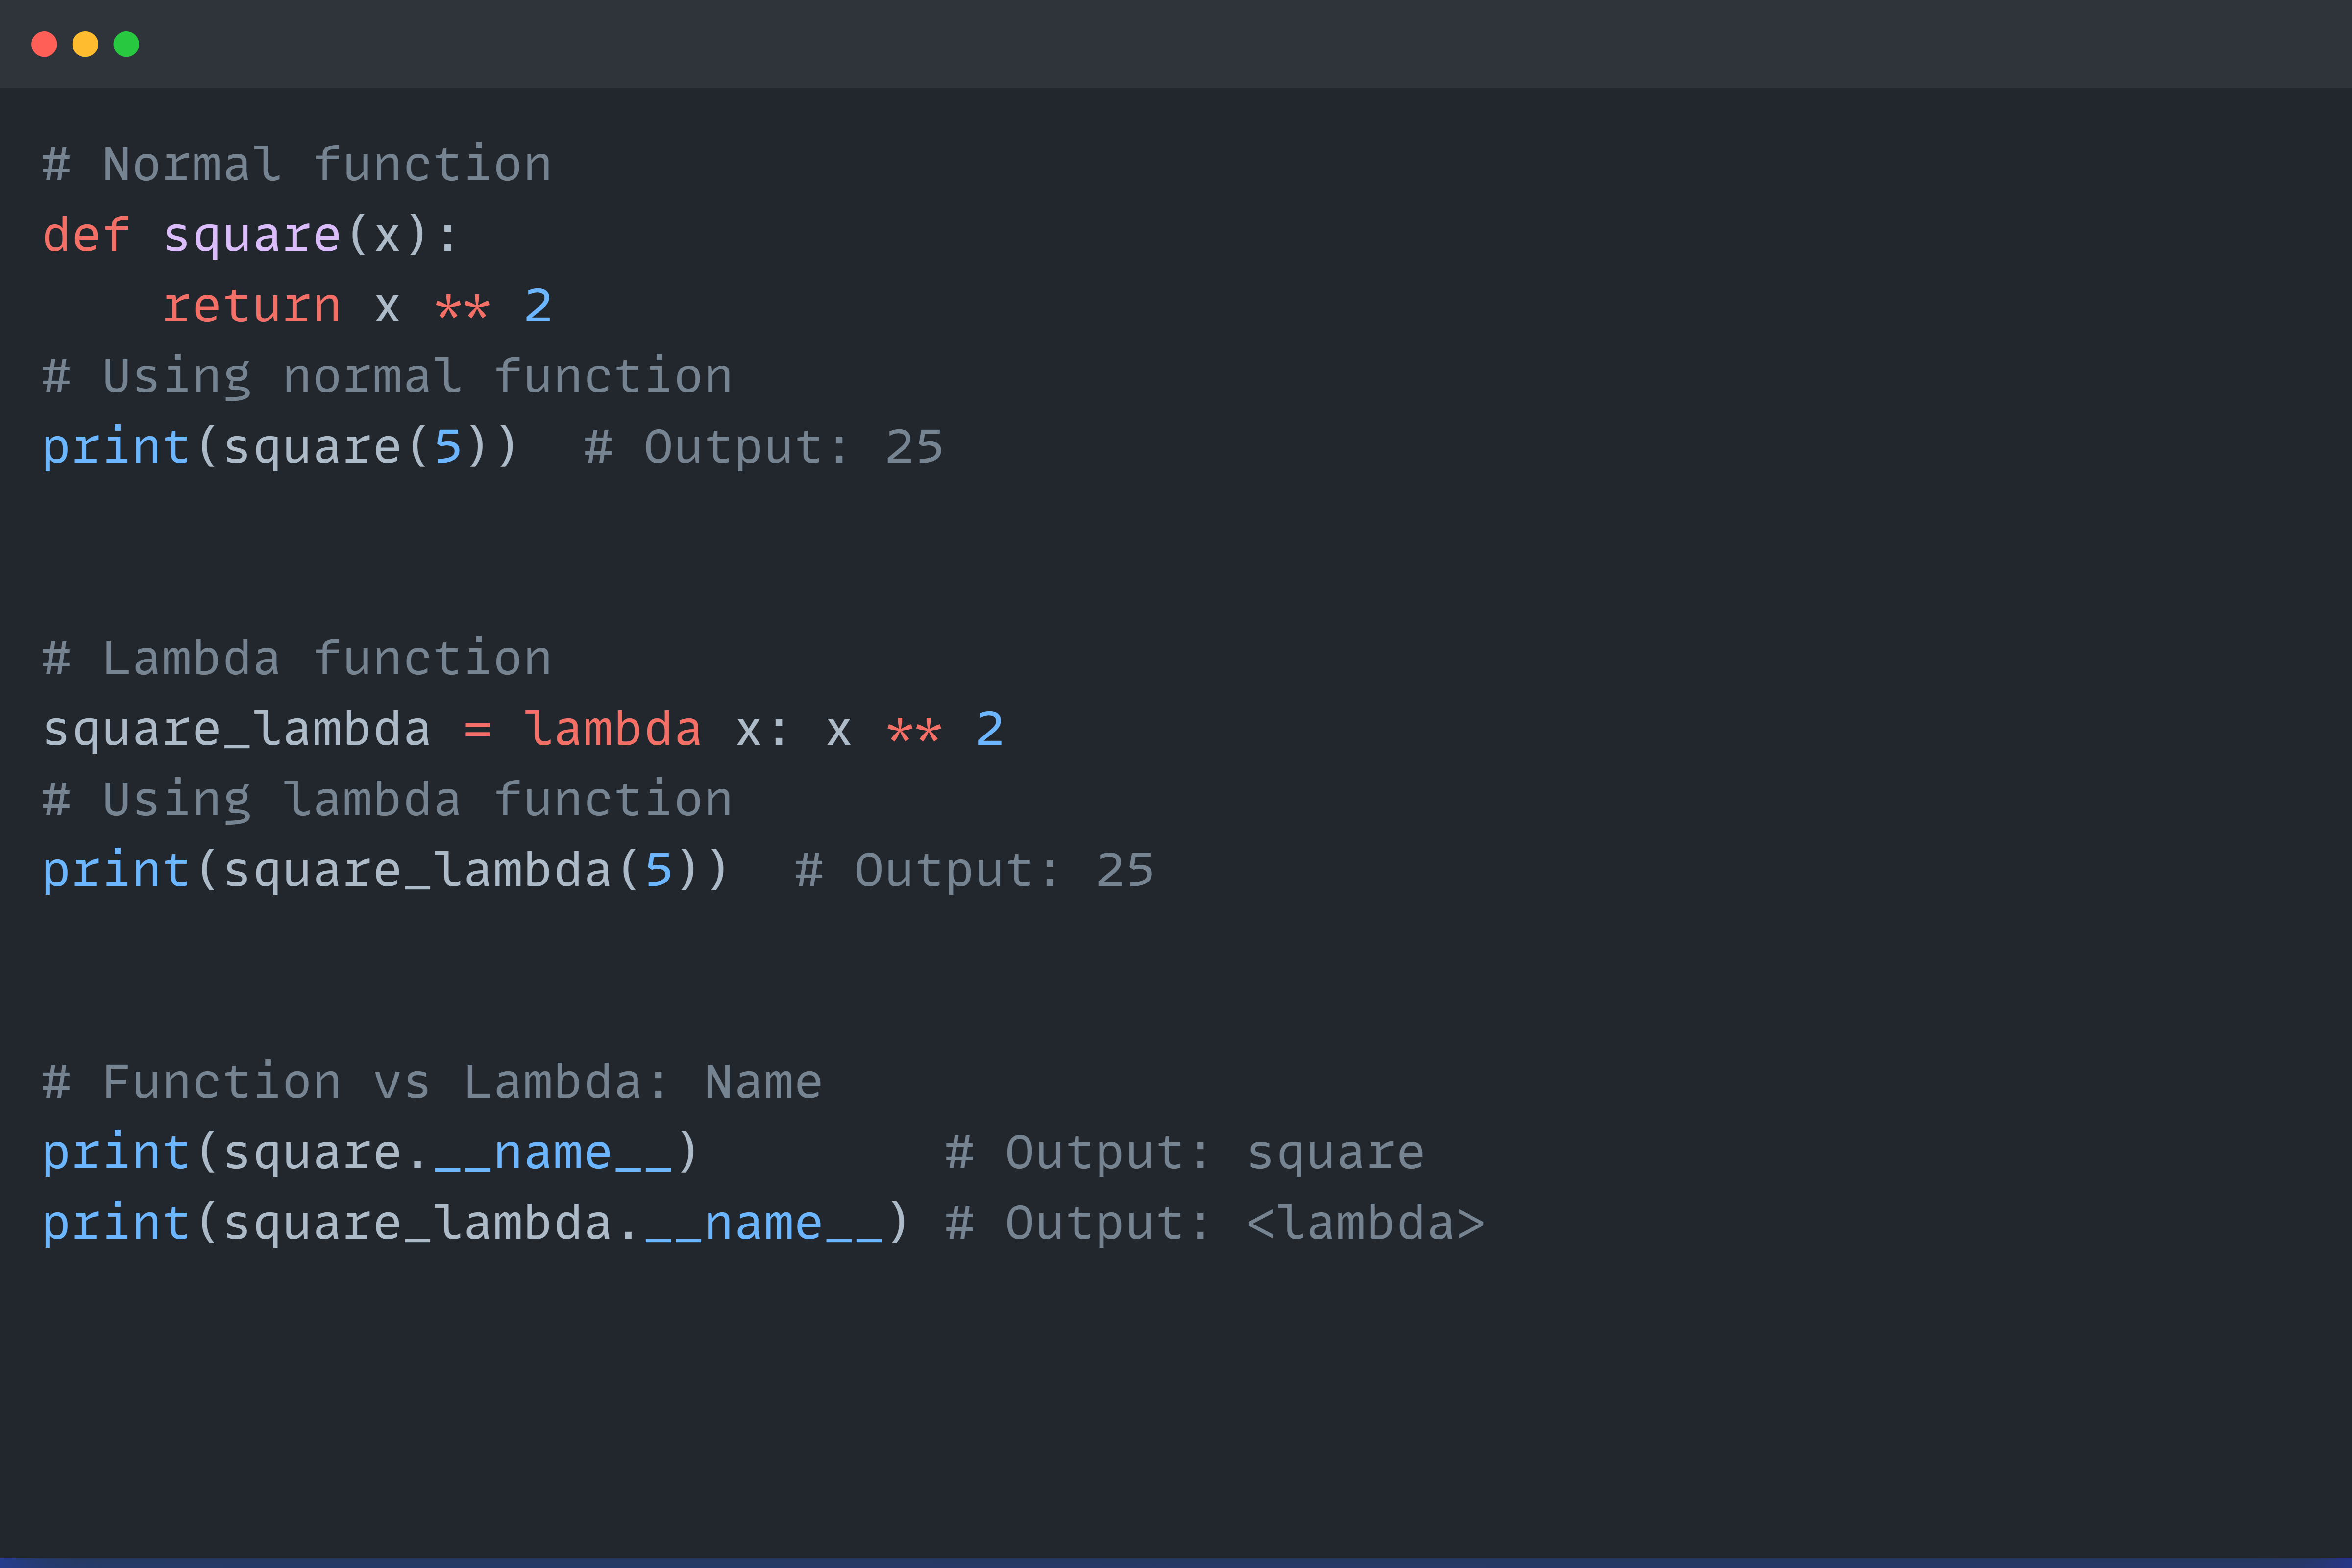 # Normal function
def square(x):
    return x ** 2
# Using normal function
print(square(5))  # Output: 25
# Lambda function
square_lambda = lambda x: x ** 2
# Using lambda function
print(square_lambda(5))  # Output: 25
# Function vs Lambda: Name
print(square.__name__)        # Output: square
print(square_lambda.__name__) # Output: <lambda>